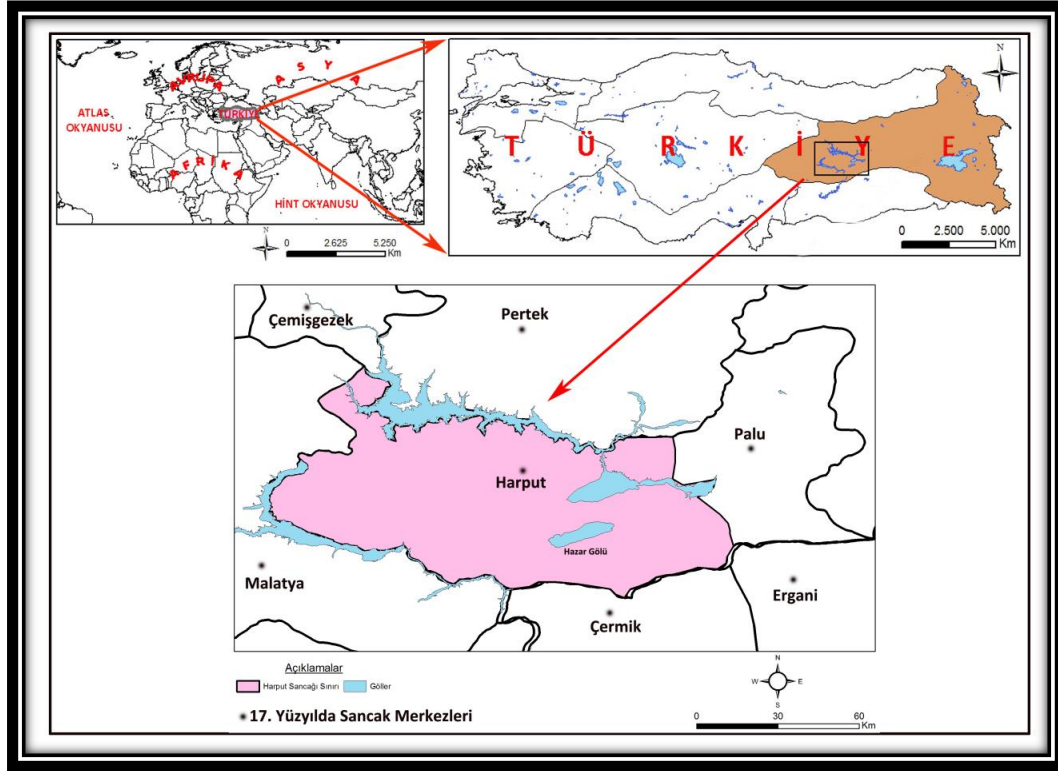 AVRUPA
ASYA
ATLAS
OKYANUSU
TÜRKİYE
AFRİKA
HİNT OKYANUSU
N
0 2.625 5.250
Km
N
TÜRKİYE
0 2.500 5.000
Km
Çemişgezek
Pertek
Palu
Harput
Hazar Gölü
Malatya
Ergani
Çermik
Açıklamalar
Harput Sancağı Sınırı Göller
17. Yüzyılda Sancak Merkezleri
N
W E
S
0 30 60
Km